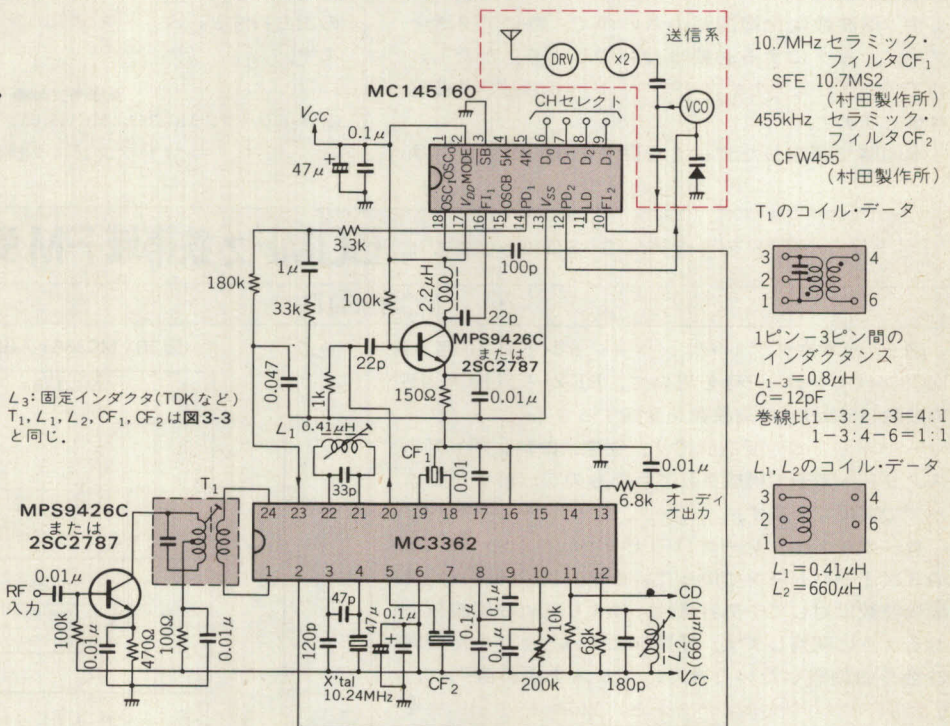 送信系
DRV
×2
VCO
MC145160
CHセレクト
VCC
0.1μ
47μ
1 2 3 4 5 6 7 8 9
OSC₀
MODE
SB
5K
4K
D₀
D₁
D₂
D₃
OSC₁
VDD
FI₁
OSCB
PD₁
VSS
PD₂
LD
FI₂
18 17 16 15 14 13 12 11 10
3.3k
180k
1μ
33k
100k
2.2μH
100p
22p
22p
MPS9426C
または
2SC2787
0.047
1k
150Ω
0.01μ
L₁
0.41μH
33p
CF₁
0.01
0.01μ
6.8k
オーディ
オ出力
L₃：固定インダクタ(TDKなど)
T₁, L₁, L₂, CF₁, CF₂は図3-3
と同じ．
MPS9426C
または
2SC2787
T₁
24 23 22 21 20 19 18 17 16 15 14 13
MC3362
1 2 3 4 5 6 7 8 9 10 11 12
RF
入力
0.01μ
100k
0.01μ
470Ω
100Ω
0.01μ
120p
47p
47μ
0.1μ
X'tal
10.24MHz
CF₂
0.1μ
0.1μ
0.1μ
200k
10k
68k
180p
L₂
(660μH)
CD
VCC
10.7MHz セラミック・
フィルタCF₁
SFE 10.7MS2
(村田製作所)
455kHz セラミック・
フィルタCF₂
CFW455
(村田製作所)
T₁のコイル・データ
3
2
1
4
6
1ピン−3ピン間の
インダクタンス
L₁₋₃＝0.8μH
C＝12pF
巻線比1−3:2−3＝4:1
1−3:4−6＝1:1
L₁, L₂のコイル・データ
3
2
1
4
6
L₁＝0.41μH
L₂＝660μH